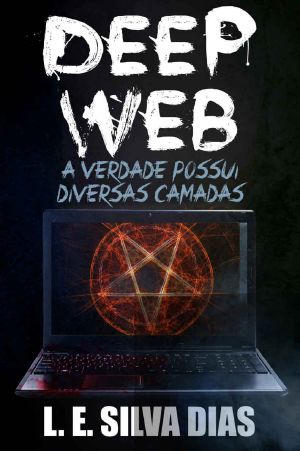 DEEP
WEB
A VERDADE POSSUI
DIVERSAS CAMADAS
L. E. SILVA DIAS